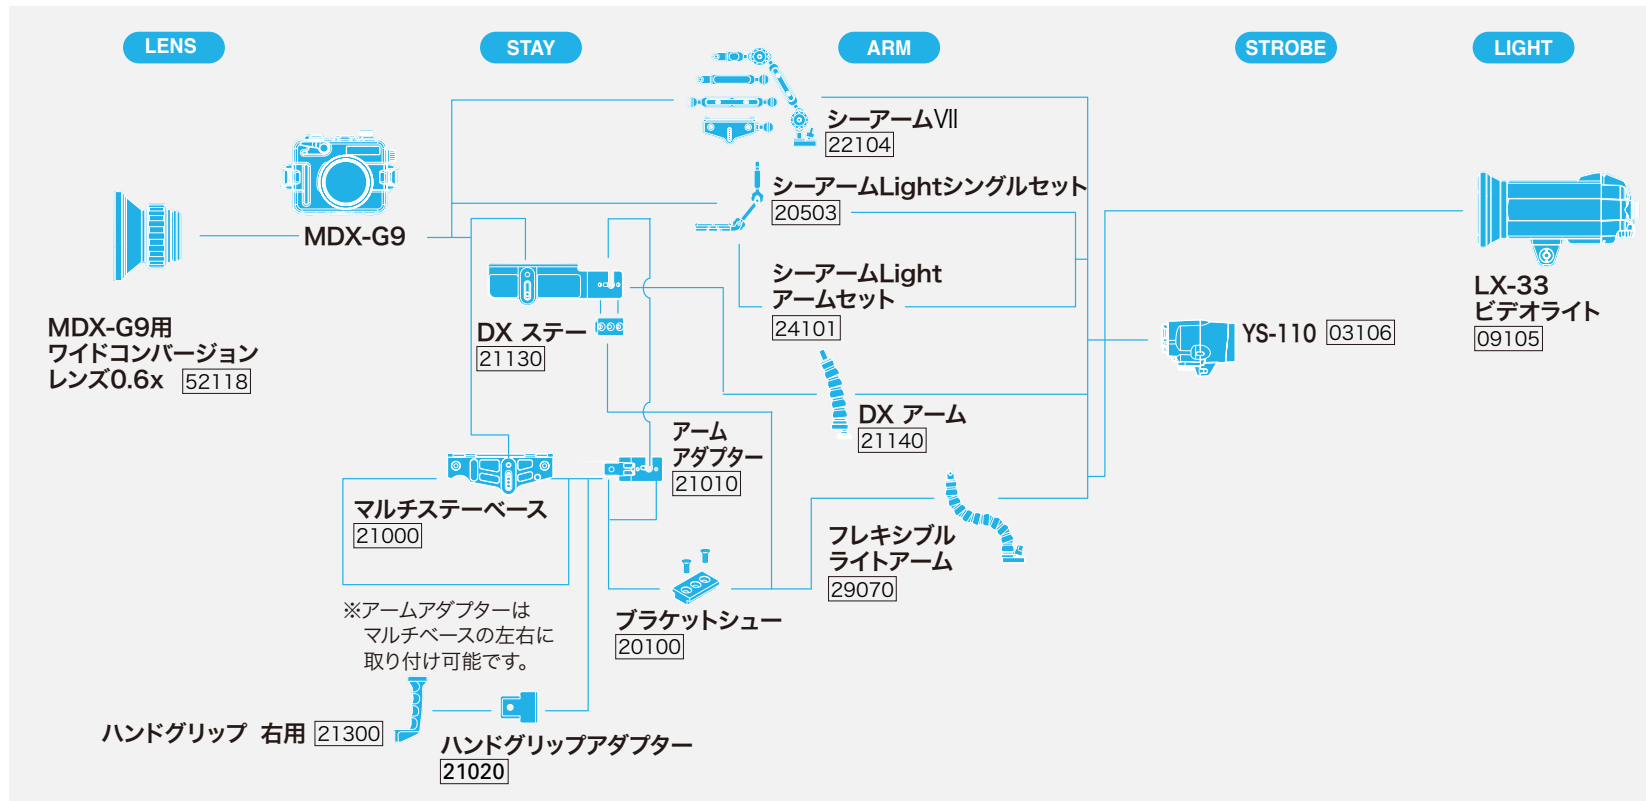 LENS
STAY
ARM
STROBE
LIGHT
シーアームVII
22104
シーアームLightシングルセット
20503
MDX-G9
シーアームLight
アームセット
24101
LX-33
ビデオライト
09105
MDX-G9用
ワイドコンバージョン
レンズ0.6x 52118
DX ステー
21130
YS-110 03106
DX アーム
21140
アーム
アダプター
21010
マルチステーベース
21000
フレキシブル
ライトアーム
29070
※アームアダプターは
マルチベースの左右に
取り付け可能です。
ブラケットシュー
20100
ハンドグリップ 右用 21300
ハンドグリップアダプター
21020